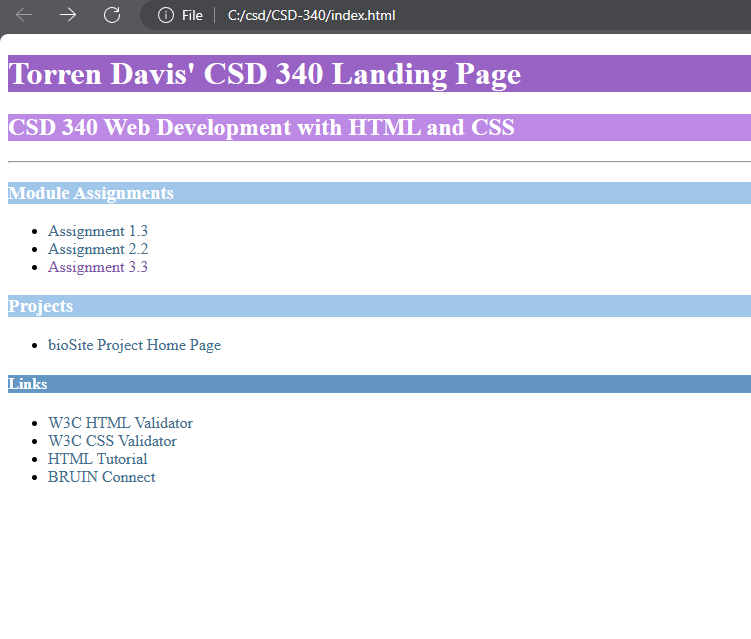 File C:/csd/CSD-340/index.html
Torren Davis' CSD 340 Landing Page
CSD 340 Web Development with HTML and CSS
Module Assignments
Assignment 1.3
Assignment 2.2
Assignment 3.3
Projects
bioSite Project Home Page
Links
W3C HTML Validator
W3C CSS Validator
HTML Tutorial
BRUIN Connect